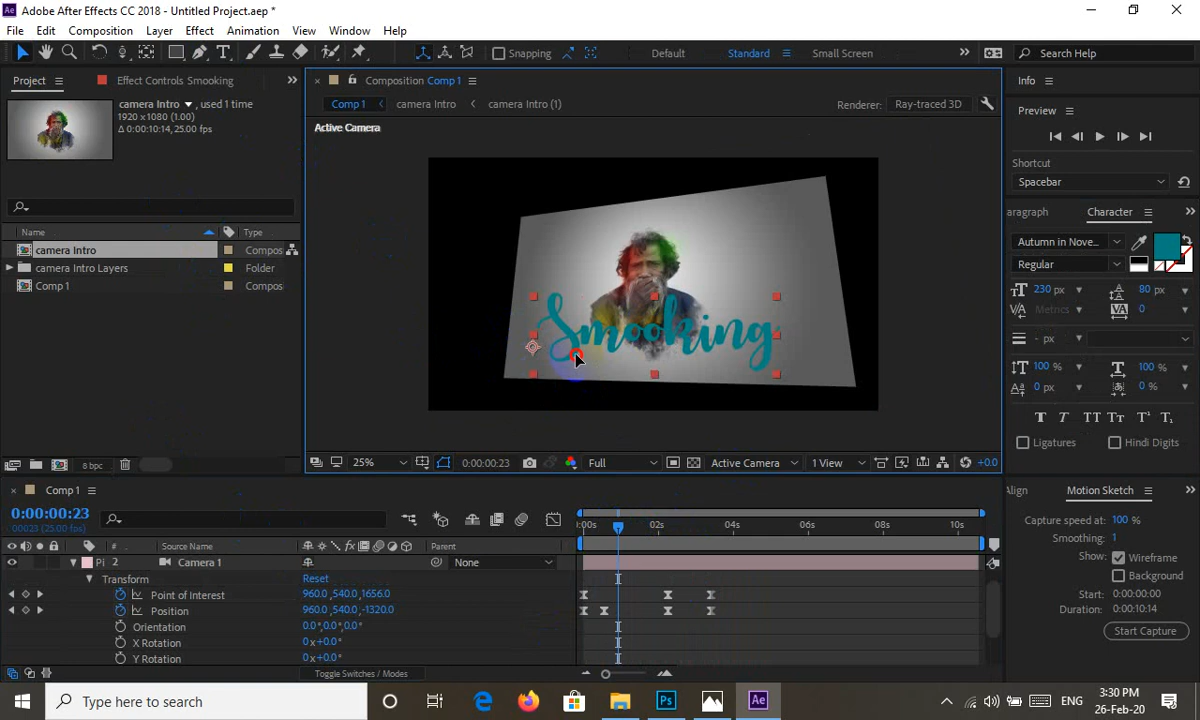 Adobe After Effects CC 2018 - Untitled Project.aep *
File Edit Composition Layer Effect Animation View Window Help
Snapping Default Standard Small Screen Search Help
Project Effect Controls Smooking
Composition Comp 1
Info
camera Intro ▼ , used 1 time
1920 x 1080 (1.00)
Δ 0:00:10:14, 25.00 fps
Comp 1 camera Intro camera Intro (1)
Renderer: Ray-traced 3D
Preview
Active Camera
Shortcut
Spacebar
Name Type
camera Intro Compos
camera Intro Layers Folder
Comp 1 Compos
aragraph Character
Autumn in Nove...
Regular
230 px 80 px
Metrics 0
- px
100 % 100 %
0 px 0 %
T T TT Tt T¹ T₁
Ligatures Hindi Digits
Smooking
8 bpc
25% 0:00:00:23 Full Active Camera 1 View +0.0
Comp 1
0:00:00:23
00023 (25.00 fps)
:00s 02s 04s 06s 08s 10s
# Source Name Parent
2 Camera 1 None
Transform Reset
Point of Interest 960.0 ,540.0 ,1656.0
Position 960.0 ,540.0 ,-1320.0
Orientation 0.0°,0.0°,0.0°
X Rotation 0x+0.0°
Y Rotation 0x+0.0°
Toggle Switches / Modes
Align Motion Sketch
Capture speed at: 100 %
Smoothing: 1
Show: Wireframe
Background
Start: 0:00:00:00
Duration: 0:00:10:14
Start Capture
Type here to search
Ps
Ae
ENG
3:30 PM
26-Feb-20